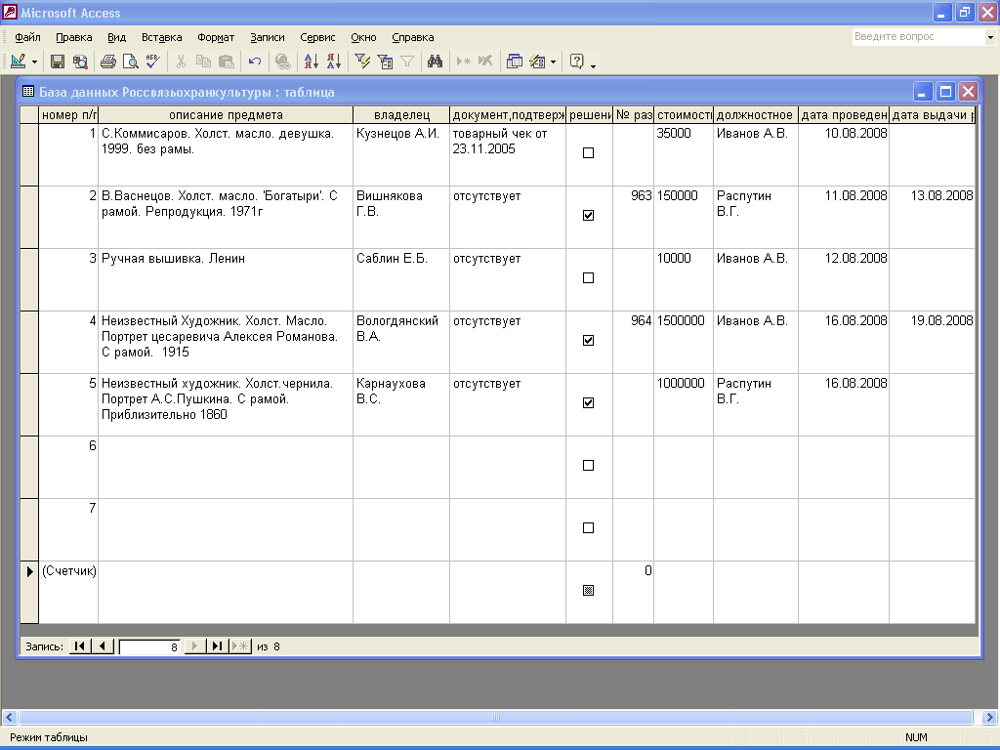 Microsoft Access
Файл Правка Вид Вставка Формат Записи Сервис Окно Справка
Введите вопрос
База данных Россвязьохранкультуры : таблица
номер п/г описание предмета владелец документ,подтверж решени № раз стоимость должностное дата проведен дата выдачи р
1 С.Коммисаров. Холст. масло. девушка. Кузнецов А.И. товарный чек от 35000 Иванов А.В. 10.08.2008
1999. без рамы. 23.11.2005
2 В.Васнецов. Холст. масло. 'Богатыри'. С Вишнякова отсутствует 963 150000 Распутин 11.08.2008 13.08.2008
рамой. Репродукция. 1971г Г.В. В.Г.
3 Ручная вышивка. Ленин Саблин Е.Б. отсутствует 10000 Иванов А.В. 12.08.2008
4 Неизвестный Художник. Холст. Масло. Вологдянский отсутствует 964 1500000 Иванов А.В. 16.08.2008 19.08.2008
Портрет цесаревича Алексея Романова. В.А.
С рамой. 1915
5 Неизвестный художник. Холст.чернила. Карнаухова отсутствует 1000000 Распутин 16.08.2008
Портрет А.С.Пушкина. С рамой. В.С. В.Г.
Приблизительно 1860
6
7
(Счетчик) 0
Запись: 8 из 8
Режим таблицы NUM